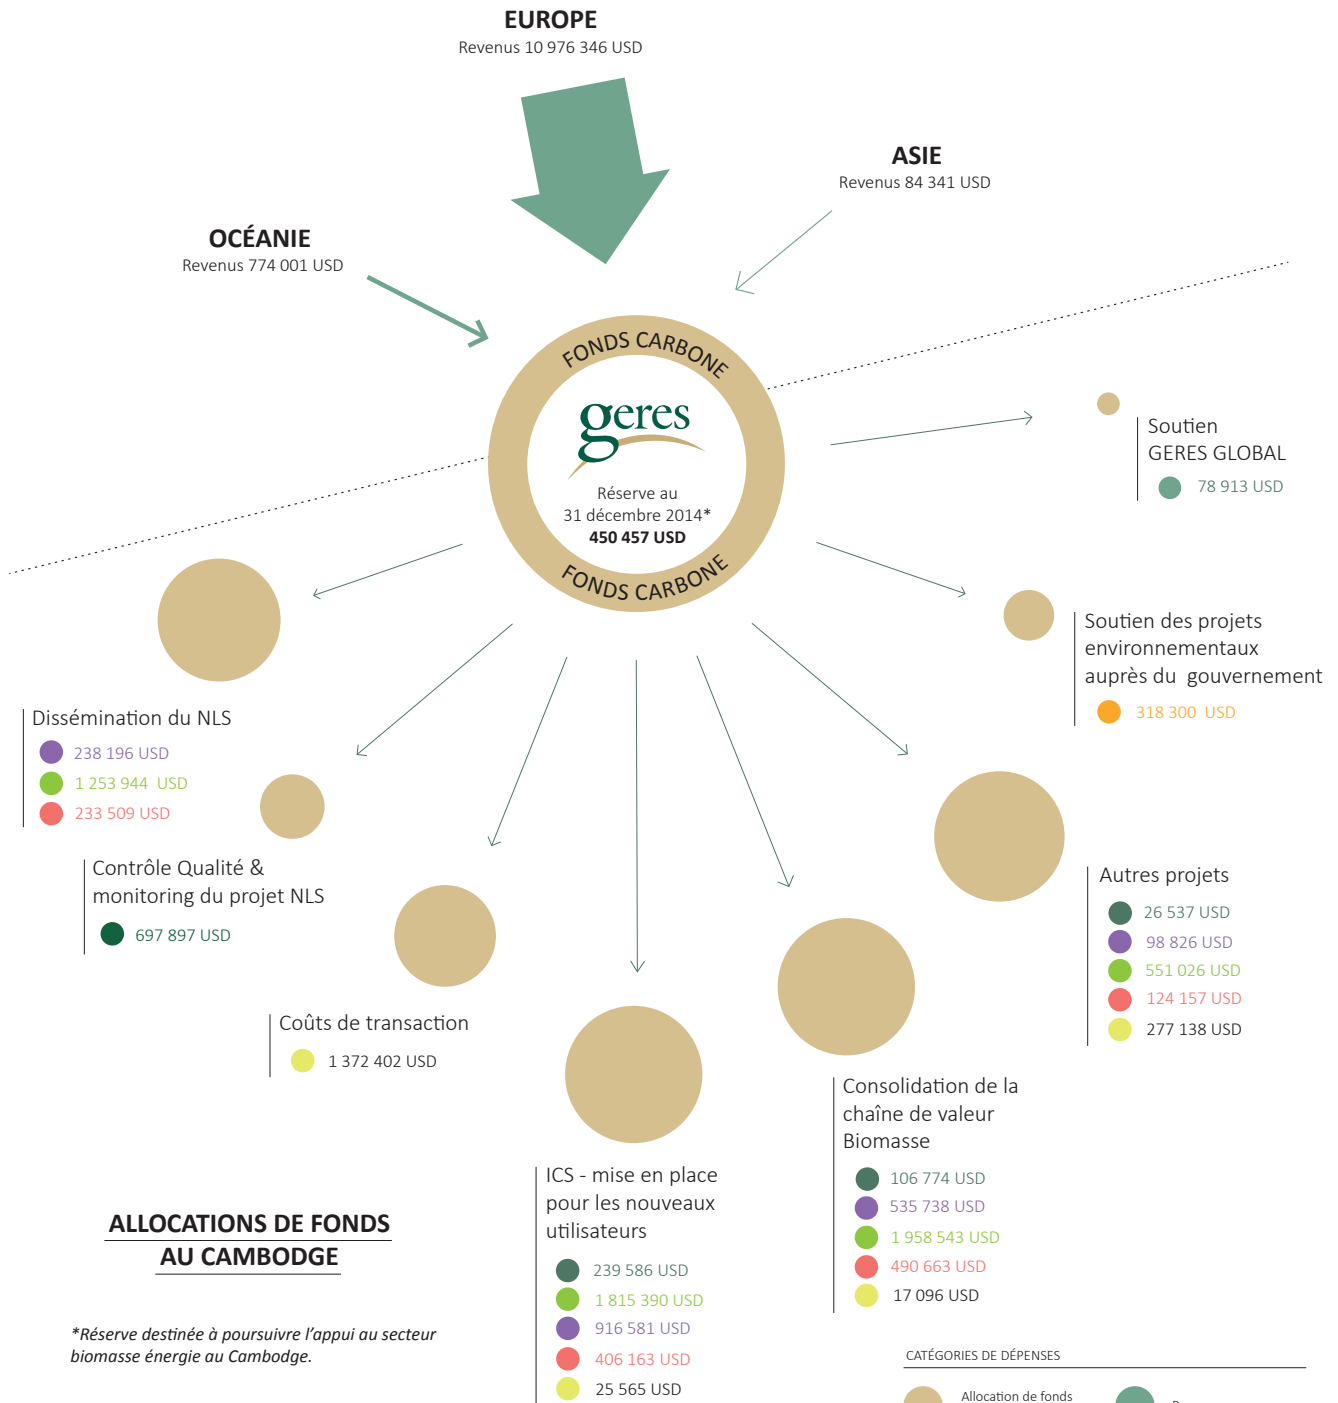 EUROPE
Revenus 10 976 346 USD
ASIE
Revenus 84 341 USD
OCÉANIE
Revenus 774 001 USD
FONDS CARBONE
geres
Réserve au
31 décembre 2014*
450 457 USD
FONDS CARBONE
Soutien
GERES GLOBAL
78 913 USD
Soutien des projets
environnementaux
auprès du gouvernement
318 300 USD
Dissémination du NLS
238 196 USD
1 253 944 USD
233 509 USD
Contrôle Qualité &
monitoring du projet NLS
697 897 USD
Coûts de transaction
1 372 402 USD
ICS - mise en place
pour les nouveaux
utilisateurs
239 586 USD
1 815 390 USD
916 581 USD
406 163 USD
25 565 USD
Consolidation de la
chaîne de valeur
Biomasse
106 774 USD
535 738 USD
1 958 543 USD
490 663 USD
17 096 USD
Autres projets
26 537 USD
98 826 USD
551 026 USD
124 157 USD
277 138 USD
ALLOCATIONS DE FONDS
AU CAMBODGE
*Réserve destinée à poursuivre l'appui au secteur
biomasse énergie au Cambodge.
CATÉGORIES DE DÉPENSES
Allocation de fonds